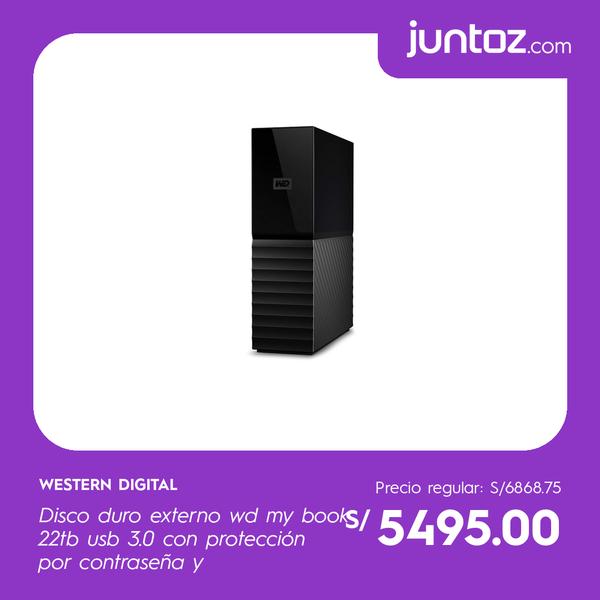 juntoz.com
WD
WESTERN DIGITAL
Disco duro externo wd my book
22tb usb 3.0 con protección
por contraseña y
Precio regular: S/6868.75
S/ 5495.00